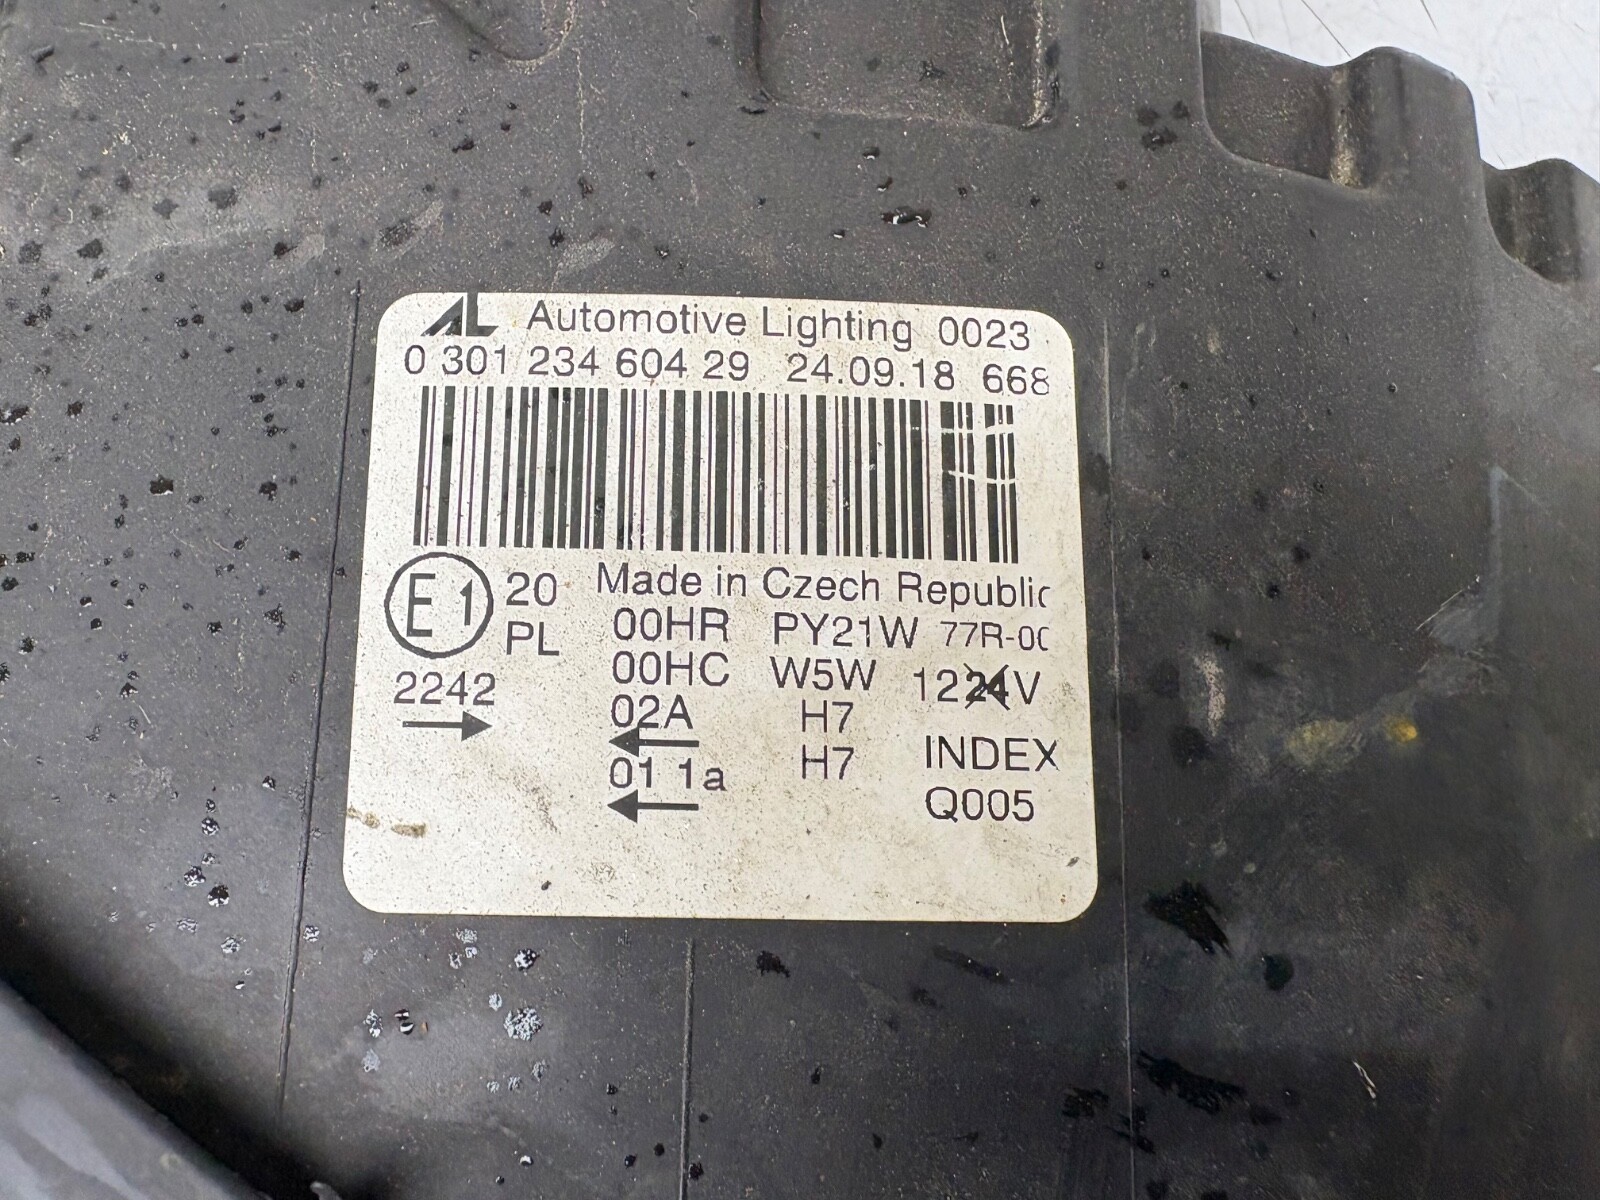 AL Automotive Lighting 0023
0 301 234 604 29 24.09.18 668
E1 20 Made in Czech Republic
PL 00HR PY21W 77R-00
2242 00HC W5W 1224V
→ 02A H7
← H7 INDEX
01 1a Q005
←